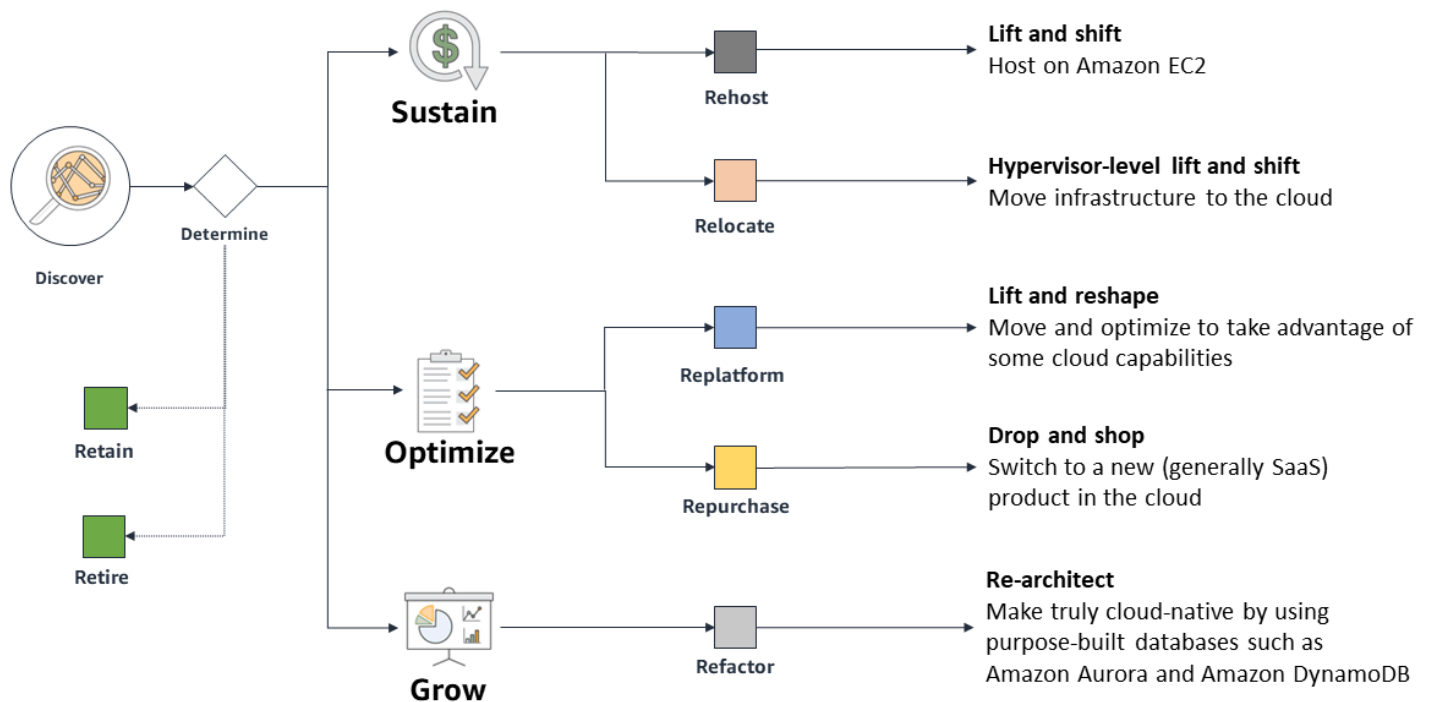 Sustain
Rehost
Lift and shift
Host on Amazon EC2
Relocate
Hypervisor-level lift and shift
Move infrastructure to the cloud
Discover
Determine
Retain
Retire
Optimize
Replatform
Lift and reshape
Move and optimize to take advantage of
some cloud capabilities
Repurchase
Drop and shop
Switch to a new (generally SaaS)
product in the cloud
Grow
Refactor
Re-architect
Make truly cloud-native by using
purpose-built databases such as
Amazon Aurora and Amazon DynamoDB